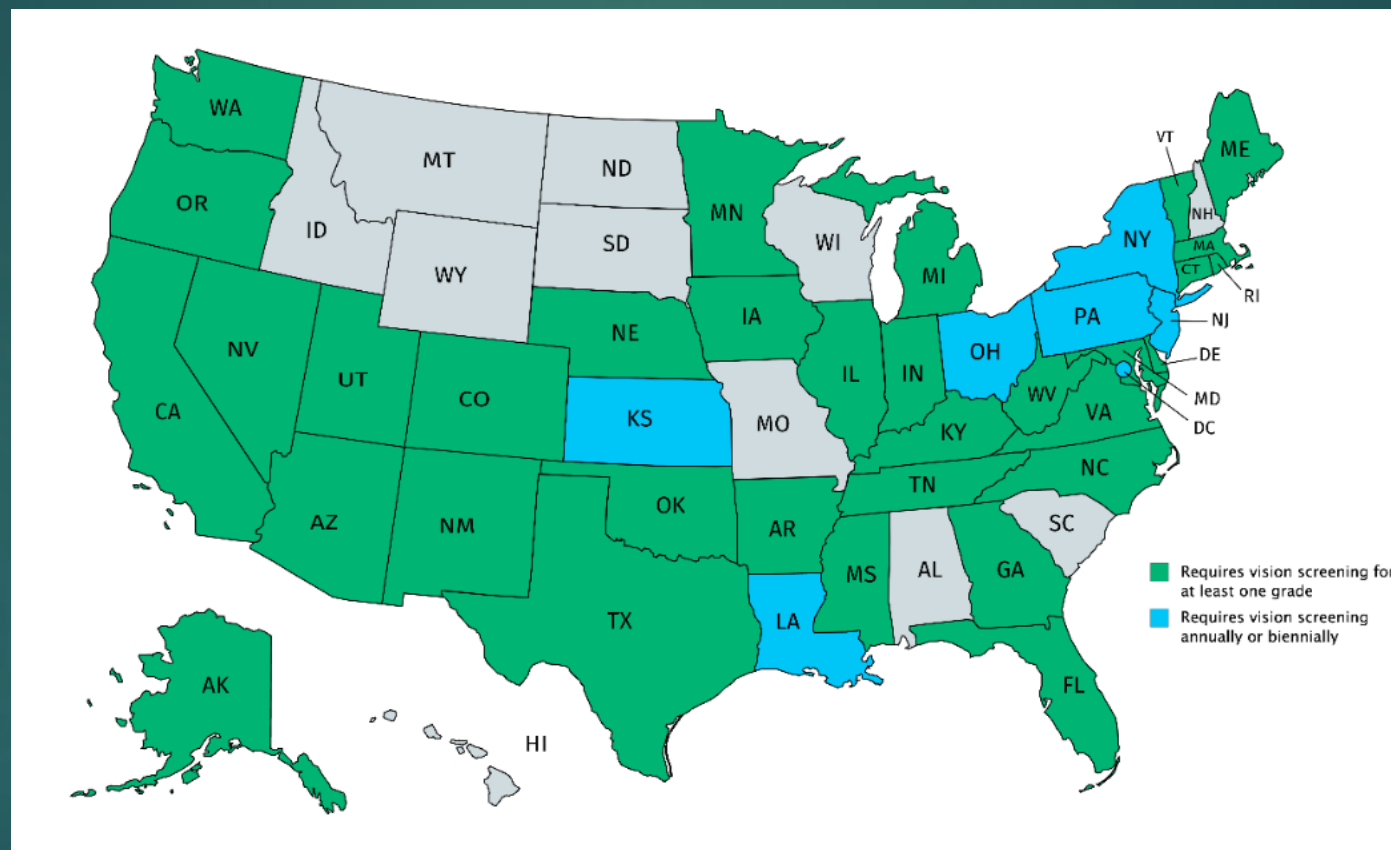 WA
MT
ND
MN
VT
ME
OR
ID
SD
WI
NH
NY
WY
MI
MA
CT
RI
IA
NE
PA
NJ
NV
OH
DE
UT
IL
IN
CO
MD
WV
CA
KS
MO
VA
DC
KY
NC
TN
OK
AZ
NM
AR
SC
MS
AL
GA
Requires vision screening for
at least one grade
TX
LA
Requires vision screening
annually or biennially
AK
FL
HI